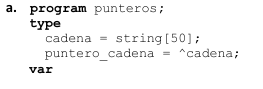 a. program punteros;
type
cadena = string[50];
puntero_cadena = ^cadena;
var